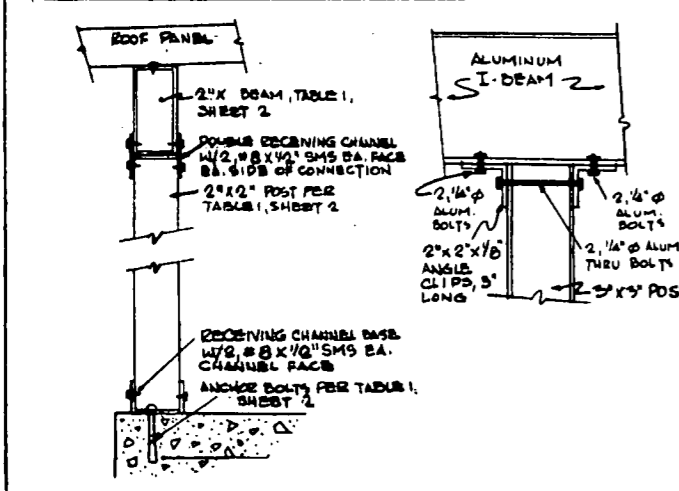 ROOF PANEL
2"X BEAM, TABLE 1,
SHEET 2
DOUBLE RECEIVING CHANNEL
W/2, #8 X 1/2" SMS EA. FACE
EA. SIDE OF CONNECTION
2"X2" POST PER
TABLE 1, SHEET 2
RECEIVING CHANNEL BASE
W/2, #8 X 1/2" SMS EA.
CHANNEL FACE
ANCHOR BOLTS PER TABLE 1,
SHEET 2
ALUMINUM
I-BEAM
2, 1/4" φ
ALUM.
BOLTS
2"X2"X1/8"
ANGLE
CLIPS, 3"
LONG
2, 1/4" φ
ALUM.
BOLTS
2, 1/4" φ ALUM
THRU BOLTS
3"X3" POS